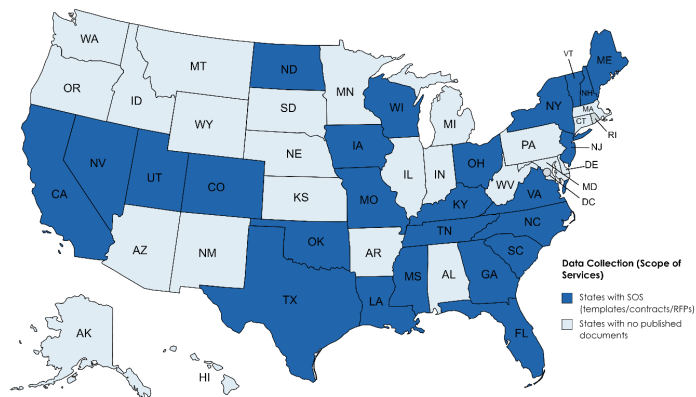 WA
MT
ND
MN
VT
ME
OR
ID
SD
WI
MI
NY
NH
MA
CT
RI
WY
NE
IA
PA
NJ
NV
UT
CO
IL
IN
OH
DE
CA
KS
MO
WV
VA
MD
DC
KY
AZ
NM
OK
AR
TN
NC
SC
TX
LA
MS
AL
GA
FL
AK
HI
Data Collection (Scope of
Services)
States with SOS
(templates/contracts/RFPs)
States with no published
documents